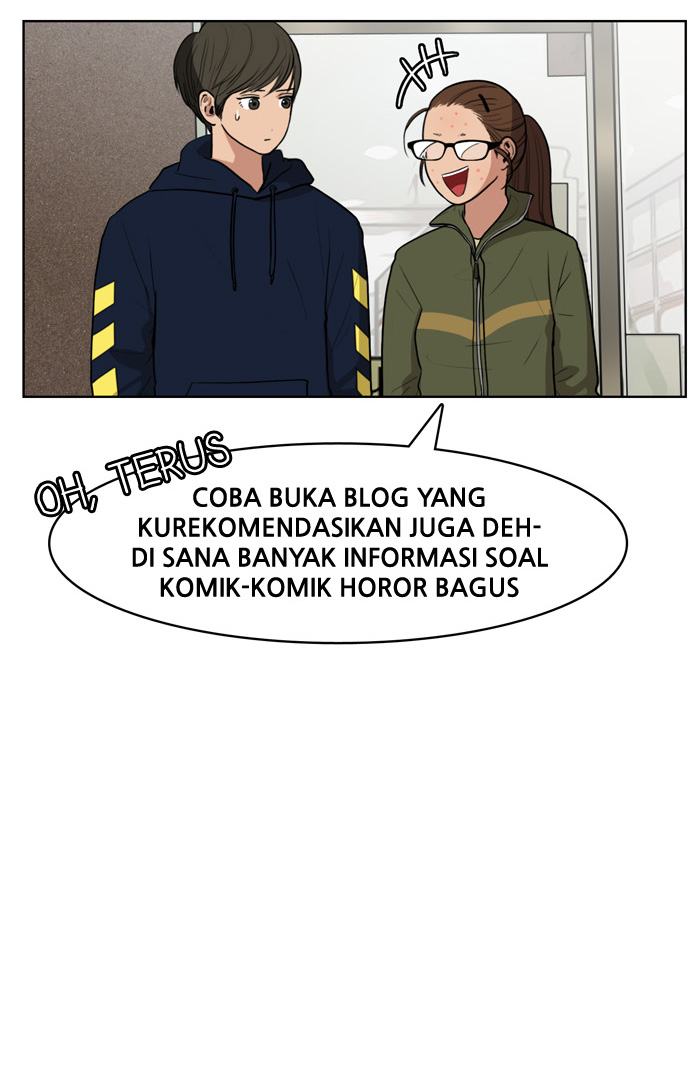 OH, TERUS
COBA BUKA BLOG YANG
KUREKOMENDASIKAN JUGA DEH-
DI SANA BANYAK INFORMASI SOAL
KOMIK-KOMIK HOROR BAGUS